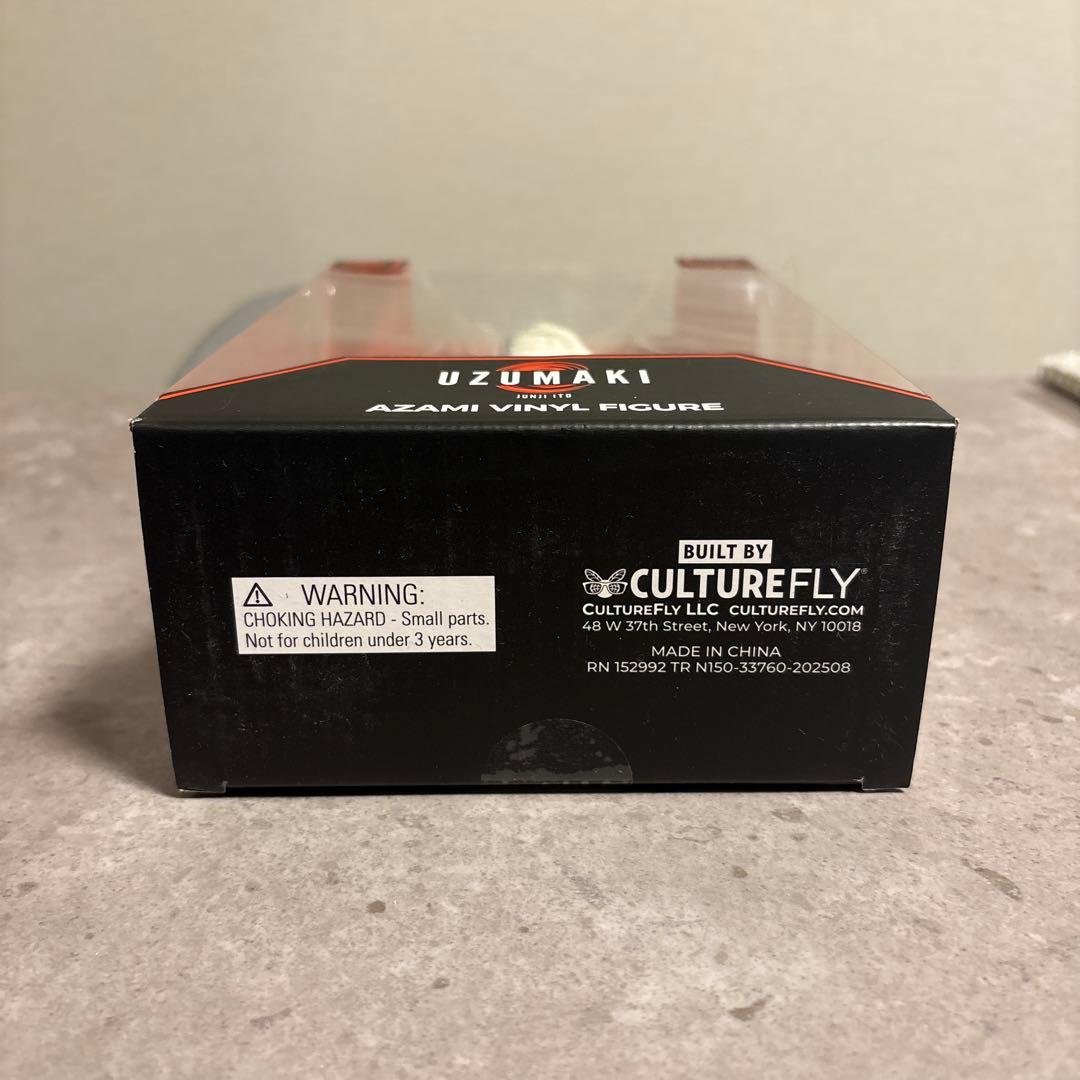 UZUMAKI
JUNJI ITO
AZAMI VINYL FIGURE
WARNING:
CHOKING HAZARD - Small parts.
Not for children under 3 years.
BUILT BY
CULTUREFLY®
CULTUREFLY LLC CULTUREFLY.COM
48 W 37th Street, New York, NY 10018
MADE IN CHINA
RN 152992 TR N150-33760-202508